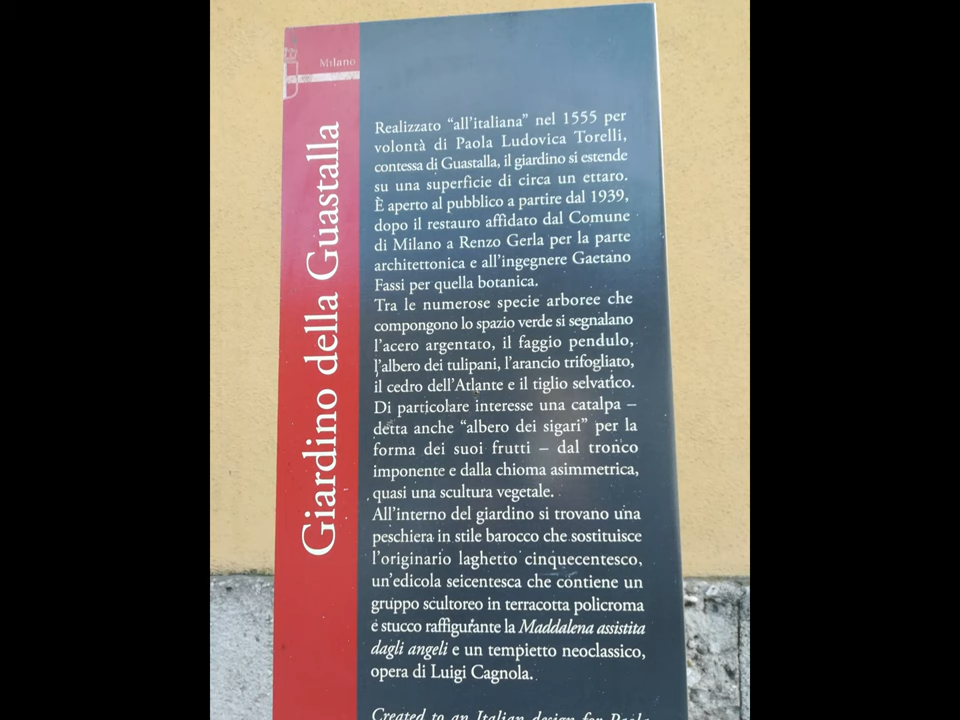 Milano
Giardino della Guastalla
Realizzato “all’italiana” nel 1555 per
volontà di Paola Ludovica Torelli,
contessa di Guastalla, il giardino si estende
su una superficie di circa un ettaro.
È aperto al pubblico a partire dal 1939,
dopo il restauro affidato dal Comune
di Milano a Renzo Gerla per la parte
architettonica e all’ingegnere Gaetano
Fassi per quella botanica.
Tra le numerose specie arboree che
compongono lo spazio verde si segnalano
l’acero argentato, il faggio pendulo,
l’albero dei tulipani, l’arancio trifogliato,
il cedro dell’Atlante e il tiglio selvatico.
Di particolare interesse una catalpa –
detta anche “albero dei sigari” per la
forma dei suoi frutti – dal tronco
imponente e dalla chioma asimmetrica,
quasi una scultura vegetale.
All’interno del giardino si trovano una
peschiera in stile barocco che sostituisce
l’originario laghetto cinquecentesco,
un’edicola seicentesca che contiene un
gruppo scultoreo in terracotta policroma
e stucco raffigurante la Maddalena assistita
dagli angeli e un tempietto neoclassico,
opera di Luigi Cagnola.
Created to an Italian design for Paola